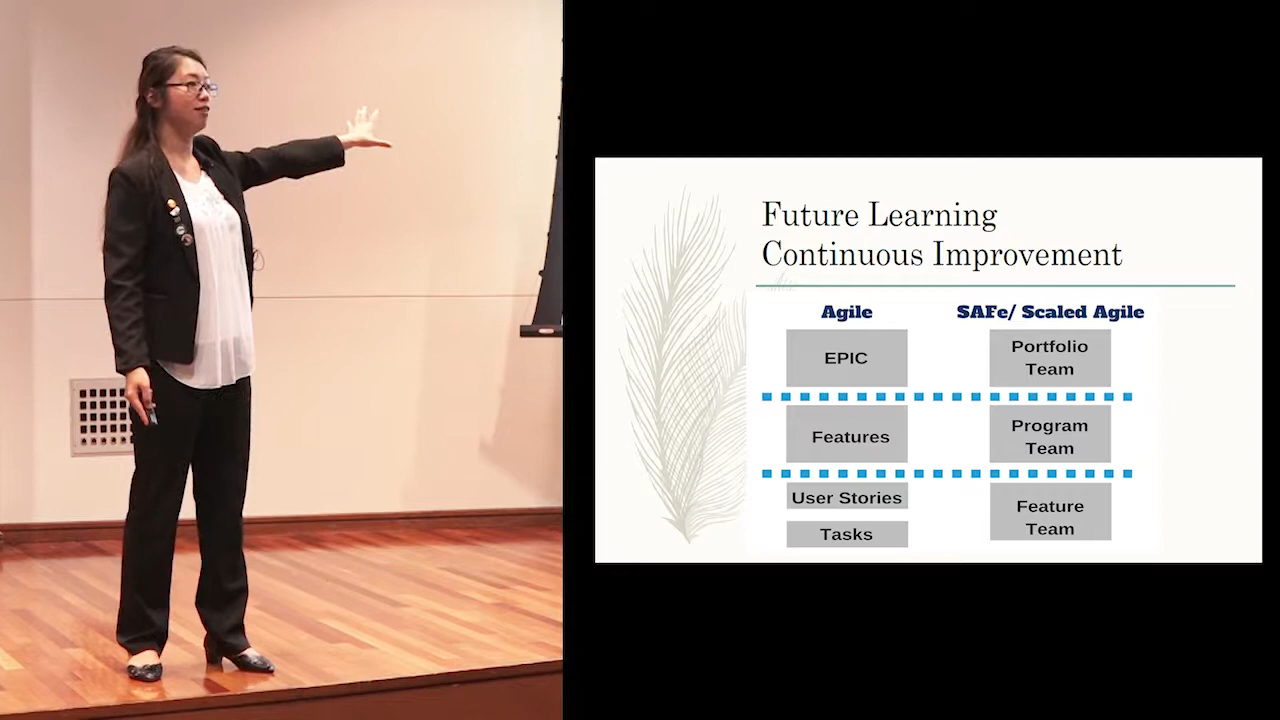 Future Learning
Continuous Improvement
Agile
SAFe/ Scaled Agile
EPIC
Portfolio
Team
Features
Program
Team
User Stories
Tasks
Feature
Team